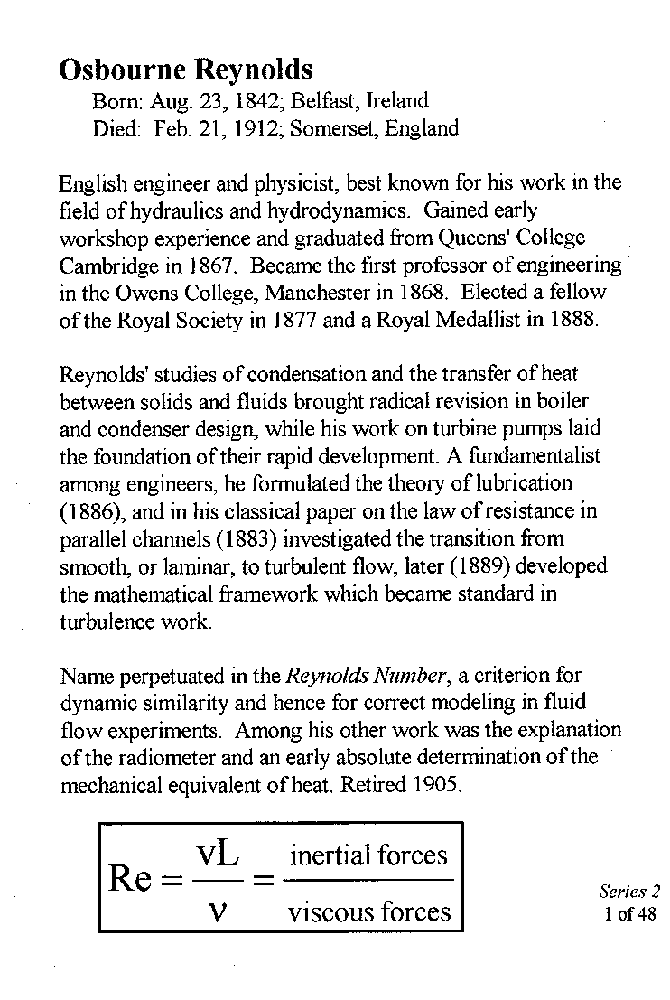 Osbourne Reynolds
Born: Aug. 23, 1842; Belfast, Ireland
Died: Feb. 21, 1912; Somerset, England
English engineer and physicist, best known for his work in the
field of hydraulics and hydrodynamics. Gained early
workshop experience and graduated from Queens' College
Cambridge in 1867. Became the first professor of engineering
in the Owens College, Manchester in 1868. Elected a fellow
of the Royal Society in 1877 and a Royal Medallist in 1888.
Reynolds' studies of condensation and the transfer of heat
between solids and fluids brought radical revision in boiler
and condenser design, while his work on turbine pumps laid
the foundation of their rapid development. A fundamentalist
among engineers, he formulated the theory of lubrication
(1886), and in his classical paper on the law of resistance in
parallel channels (1883) investigated the transition from
smooth, or laminar, to turbulent flow, later (1889) developed
the mathematical framework which became standard in
turbulence work.
Name perpetuated in the Reynolds Number, a criterion for
dynamic similarity and hence for correct modeling in fluid
flow experiments. Among his other work was the explanation
of the radiometer and an early absolute determination of the
mechanical equivalent of heat. Retired 1905.
Re = vL / ν = inertial forces / viscous forces
Series 2
1 of 48